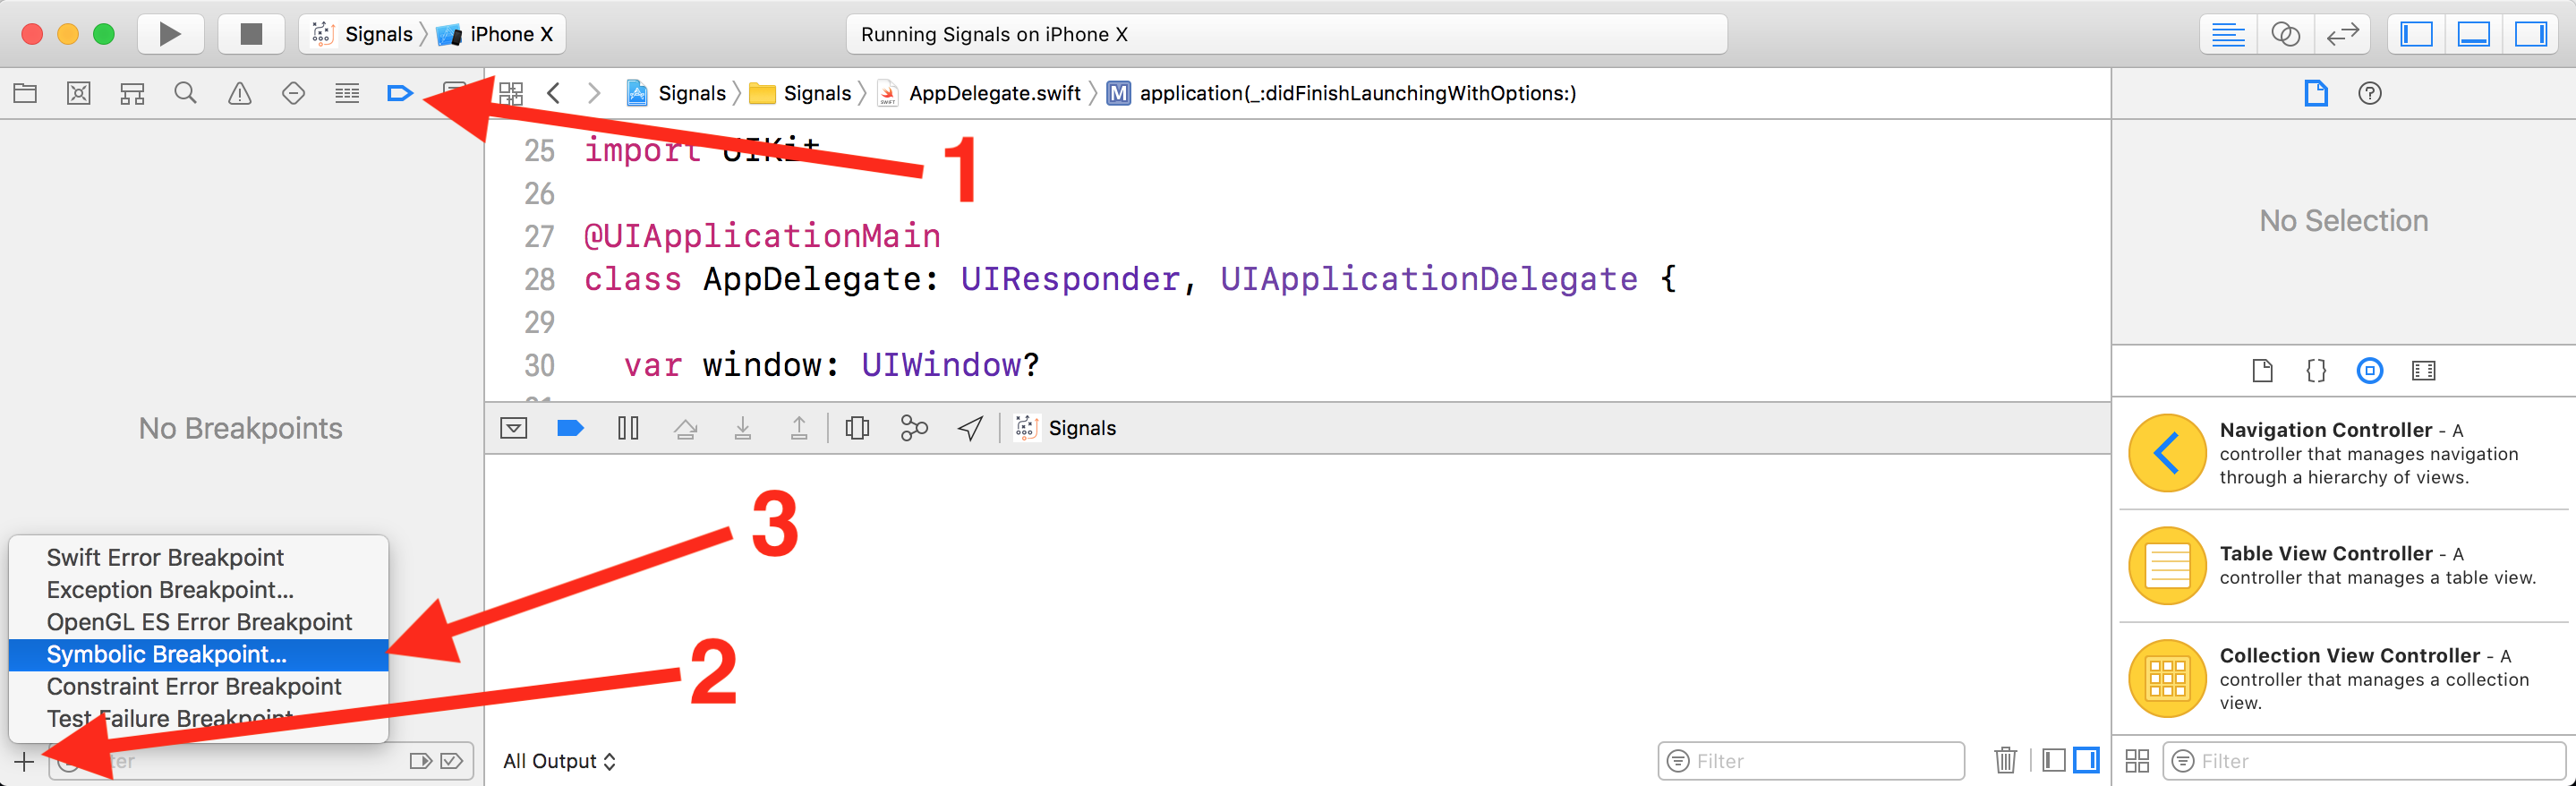 Signals iPhone X
Running Signals on iPhone X
Signals Signals AppDelegate.swift M application(_:didFinishLaunchingWithOptions:)
1
25 import UIKit
26
27 @UIApplicationMain
28 class AppDelegate: UIResponder, UIApplicationDelegate {
29
30 var window: UIWindow?
No Breakpoints
Signals
3
Swift Error Breakpoint
Exception Breakpoint...
OpenGL ES Error Breakpoint
Symbolic Breakpoint...
Constraint Error Breakpoint
Test Failure Breakpoint
2
All Output
Filter
No Selection
Navigation Controller - A
controller that manages navigation
through a hierarchy of views.
Table View Controller - A
controller that manages a table view.
Collection View Controller - A
controller that manages a collection
view.
Filter